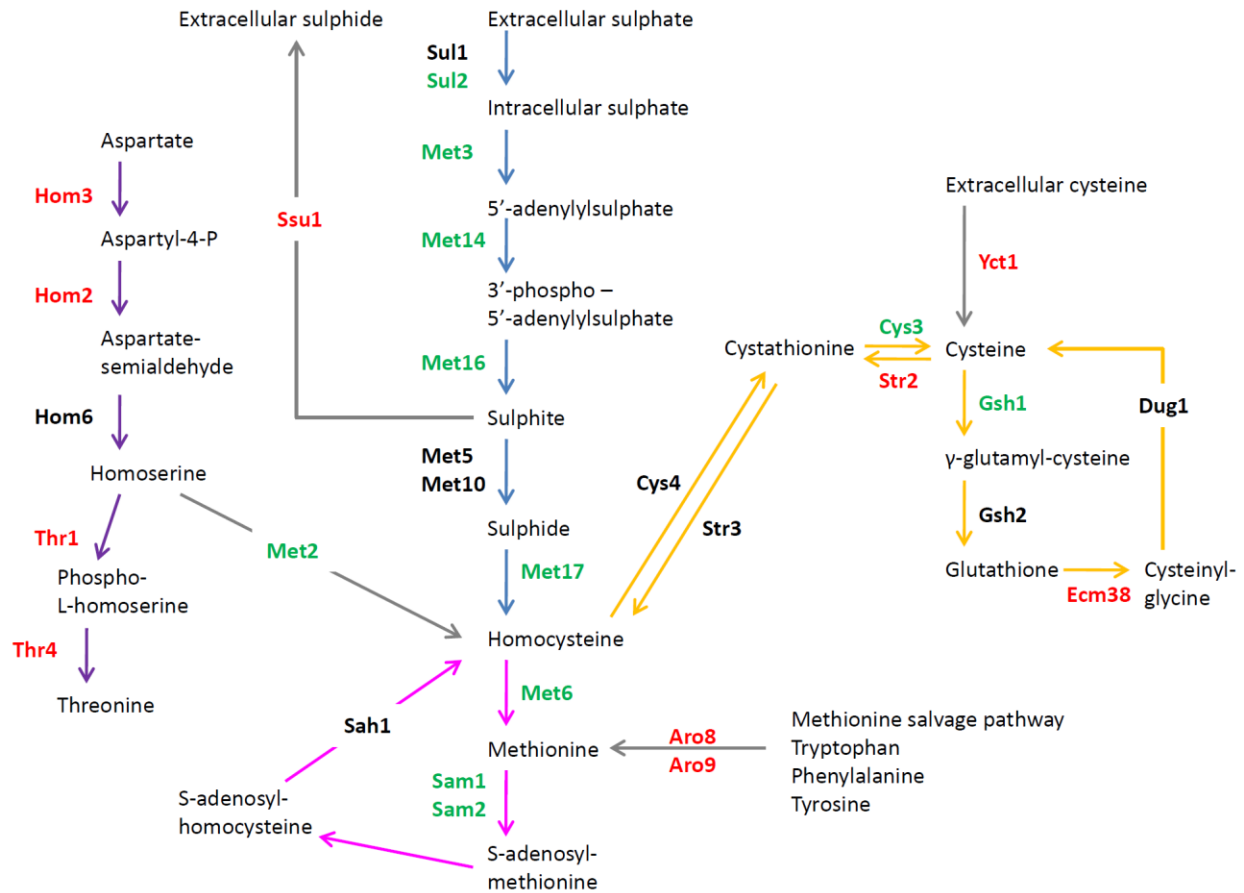 Extracellular sulphide
Extracellular sulphate
Sul1
Sul2
Intracellular sulphate
Aspartate
Met3
Hom3
Extracellular cysteine
5’-adenylylsulphate
Ssu1
Aspartyl-4-P
Met14
Yct1
Hom2
3’-phospho –
5’-adenylylsulphate
Aspartate-
semialdehyde
Cys3
Cystathionine
Cysteine
Met16
Str2
Gsh1
Dug1
Hom6
Sulphite
Met5
Met10
γ-glutamyl-cysteine
Homoserine
Cys4
Gsh2
Str3
Sulphide
Thr1
Met2
Met17
Phospho-
L-homoserine
Glutathione
Cysteinyl-
glycine
Ecm38
Homocysteine
Thr4
Met6
Threonine
Sah1
Methionine
Aro8
Aro9
Methionine salvage pathway
Tryptophan
Phenylalanine
Tyrosine
Sam1
Sam2
S-adenosyl-
homocysteine
S-adenosyl-
methionine